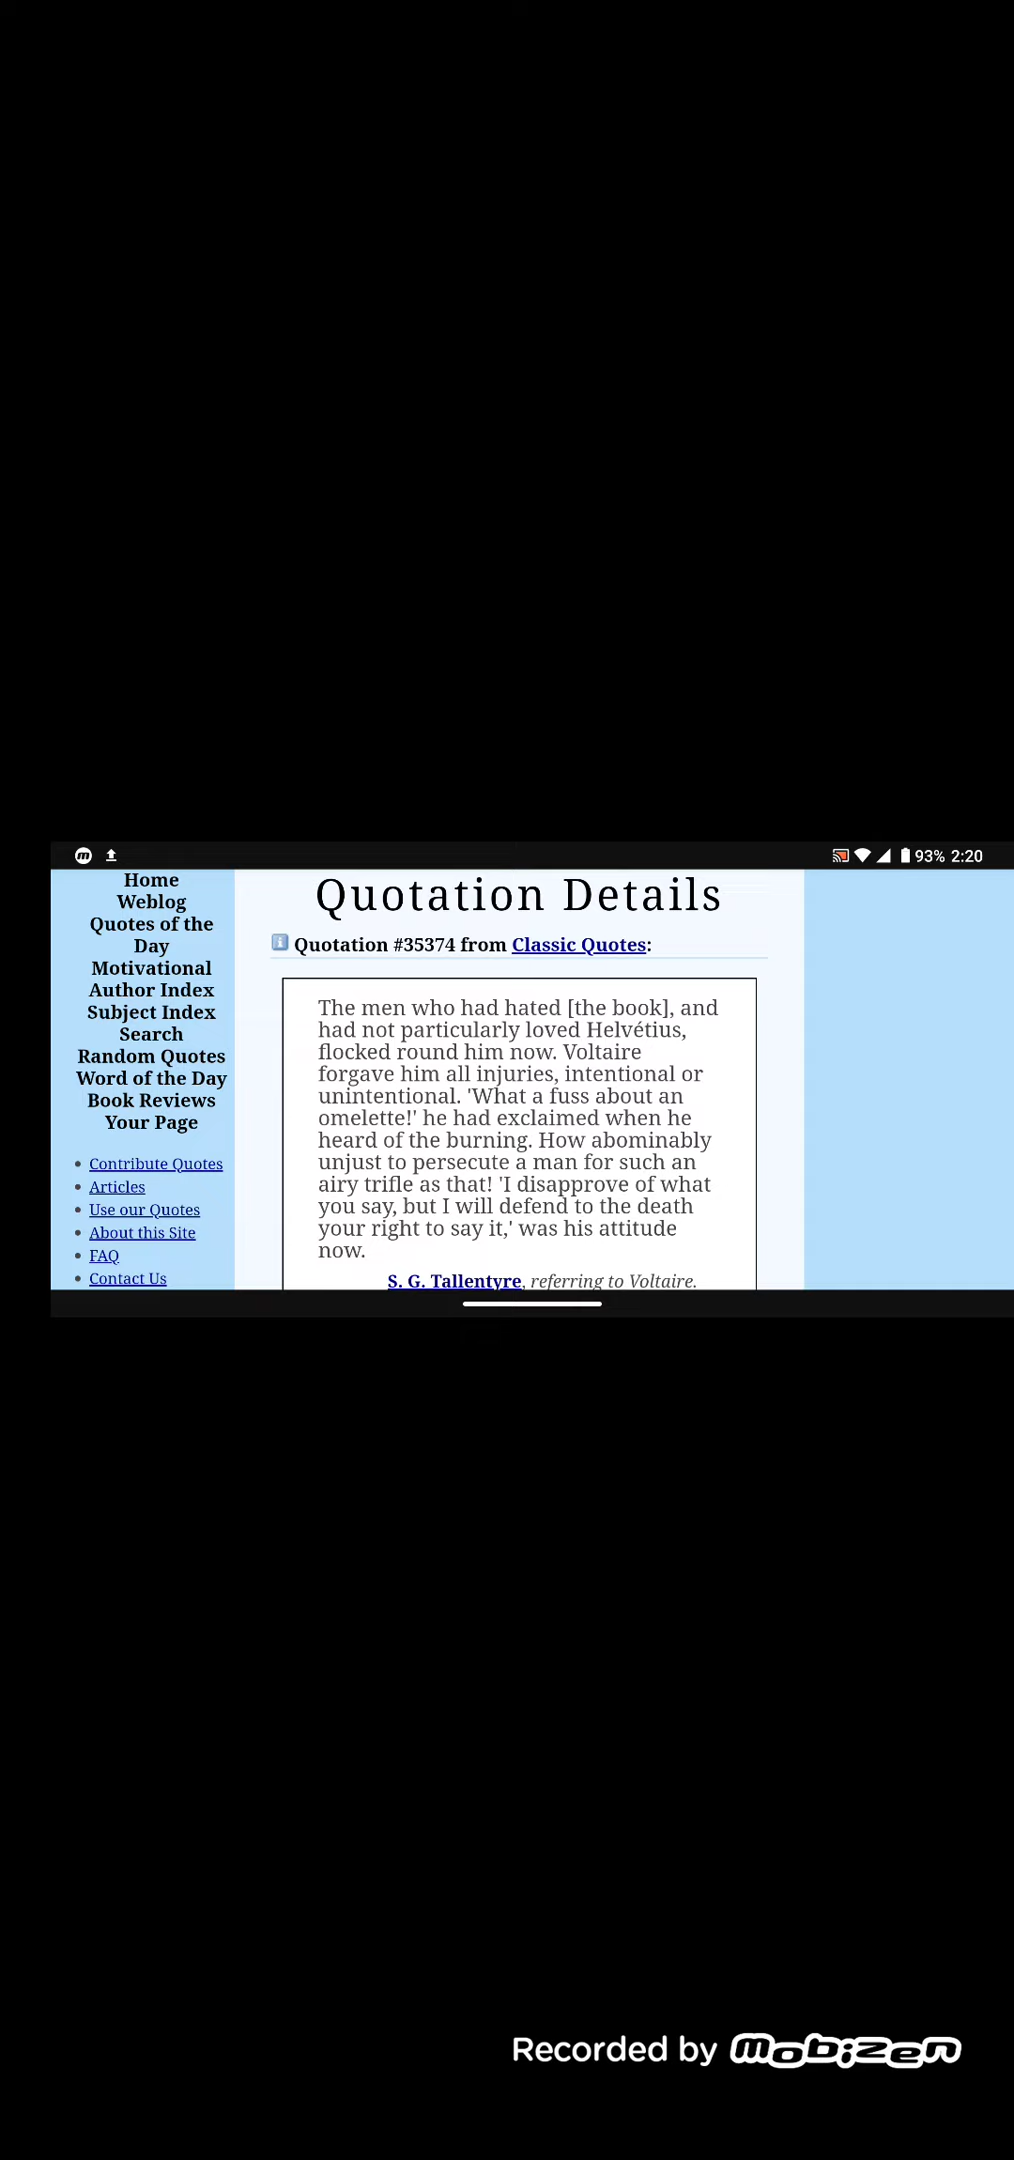 93% 2:20
Home
Weblog
Quotes of the
Day
Motivational
Author Index
Subject Index
Search
Random Quotes
Word of the Day
Book Reviews
Your Page
Contribute Quotes
Articles
Use our Quotes
About this Site
FAQ
Contact Us
Quotation Details
Quotation #35374 from Classic Quotes:
The men who had hated [the book], and
had not particularly loved Helvétius,
flocked round him now. Voltaire
forgave him all injuries, intentional or
unintentional. 'What a fuss about an
omelette!' he had exclaimed when he
heard of the burning. How abominably
unjust to persecute a man for such an
airy trifle as that! 'I disapprove of what
you say, but I will defend to the death
your right to say it,' was his attitude
now.
S. G. Tallentyre, referring to Voltaire.
Recorded by mobizen